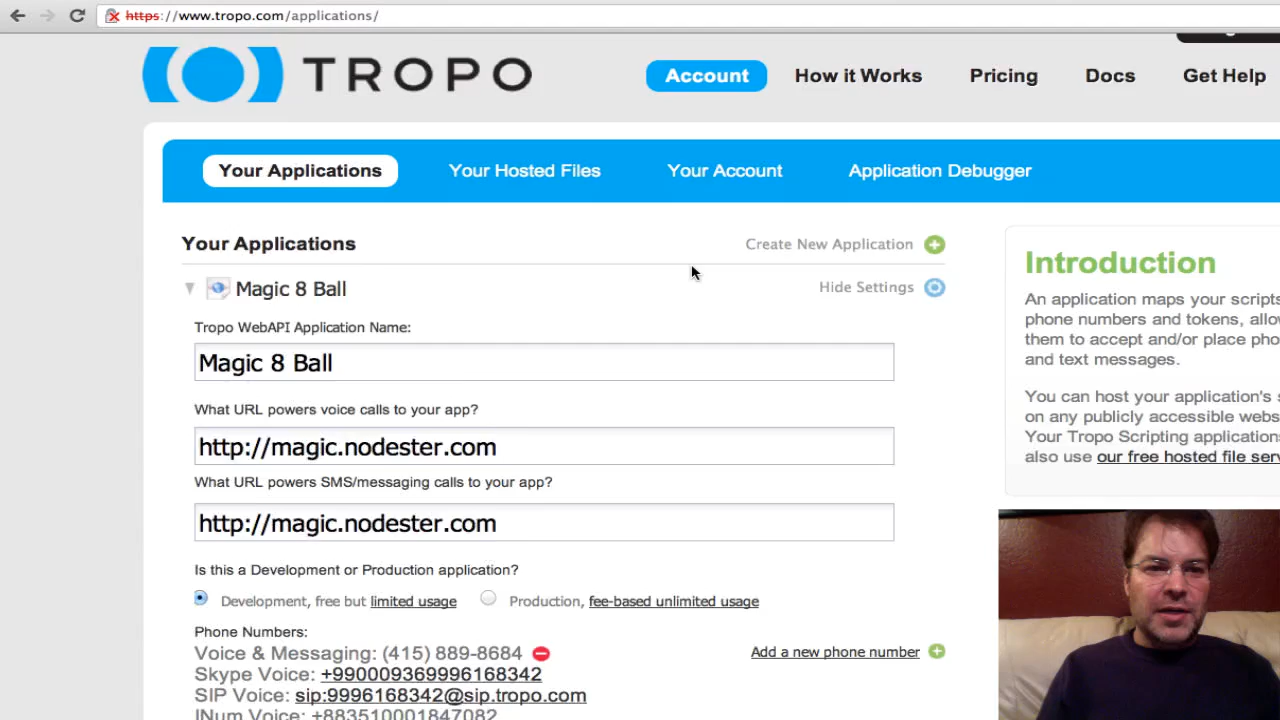 https://www.tropo.com/applications/
TROPO
Account
How it Works
Pricing
Docs
Get Help
Your Applications
Your Hosted Files
Your Account
Application Debugger
Your Applications
Create New Application
Magic 8 Ball
Hide Settings
Tropo WebAPI Application Name:
Magic 8 Ball
What URL powers voice calls to your app?
http://magic.nodester.com
What URL powers SMS/messaging calls to your app?
http://magic.nodester.com
Is this a Development or Production application?
Development, free but limited usage
Production, fee-based unlimited usage
Phone Numbers:
Voice & Messaging: (415) 889-8684
Add a new phone number
Skype Voice: +990009369996168342
SIP Voice: sip:9996168342@sip.tropo.com
INum Voice: +883510001847082
Introduction
An application maps your scripts
phone numbers and tokens, allo
them to accept and/or place pho
and text messages.
You can host your application's s
on any publicly accessible webs
Your Tropo Scripting applications
also use our free hosted file serv